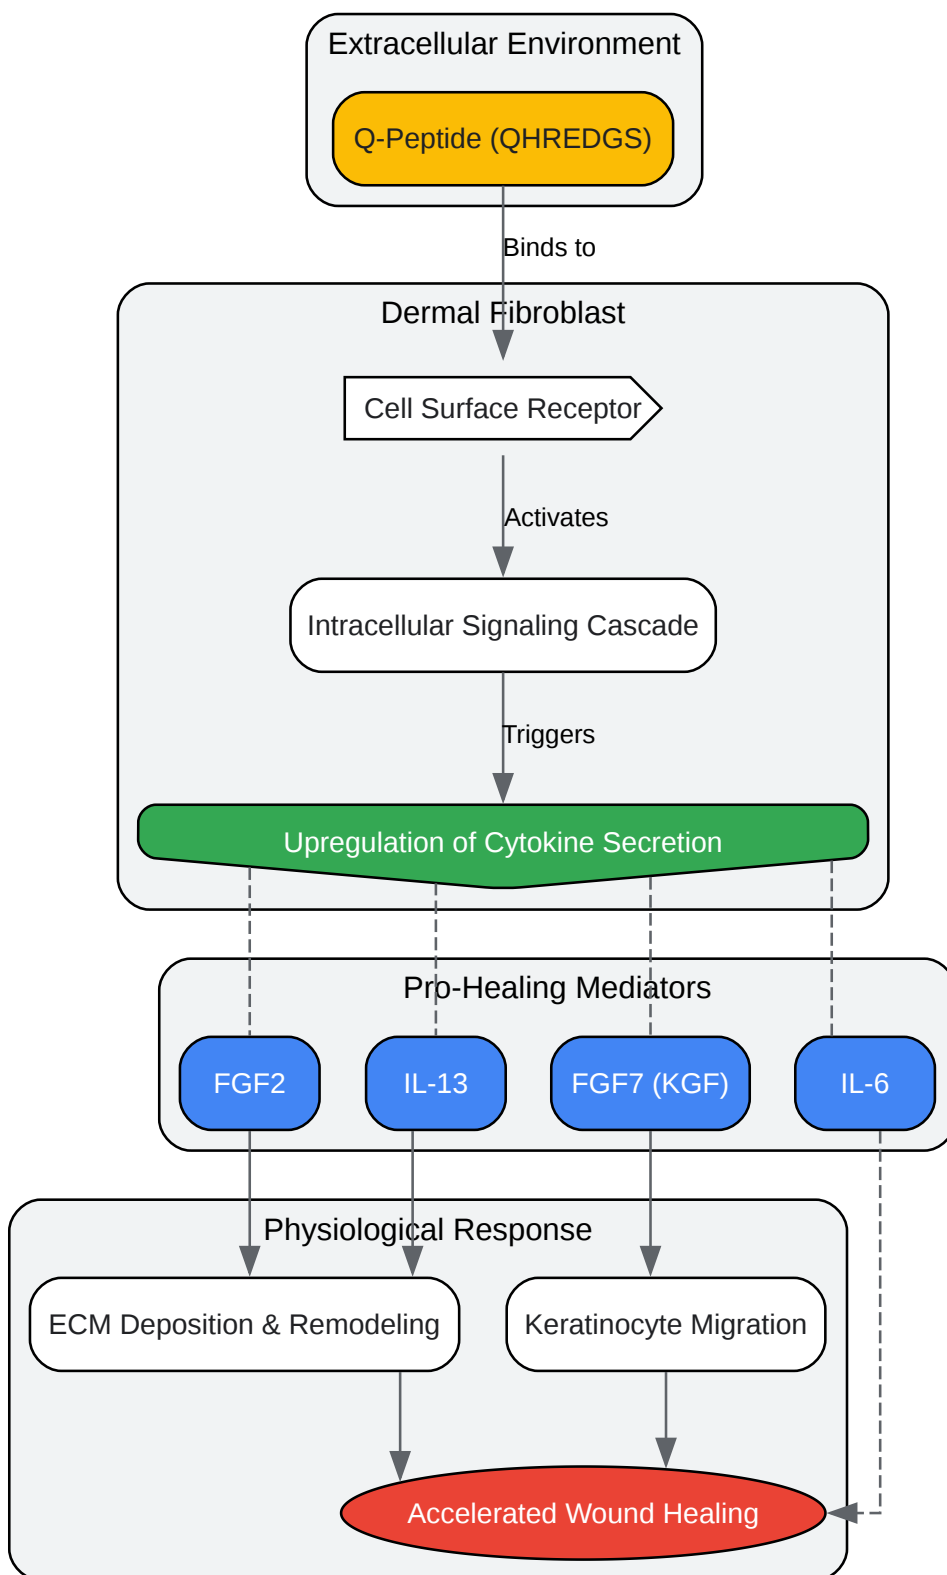 Extracellular Environment
Q-Peptide (QHREDGS)
Binds to
Dermal Fibroblast
Cell Surface Receptor
Activates
Intracellular Signaling Cascade
Triggers
Upregulation of Cytokine Secretion
Pro-Healing Mediators
FGF2
IL-13
FGF7 (KGF)
IL-6
Physiological Response
ECM Deposition & Remodeling
Keratinocyte Migration
Accelerated Wound Healing